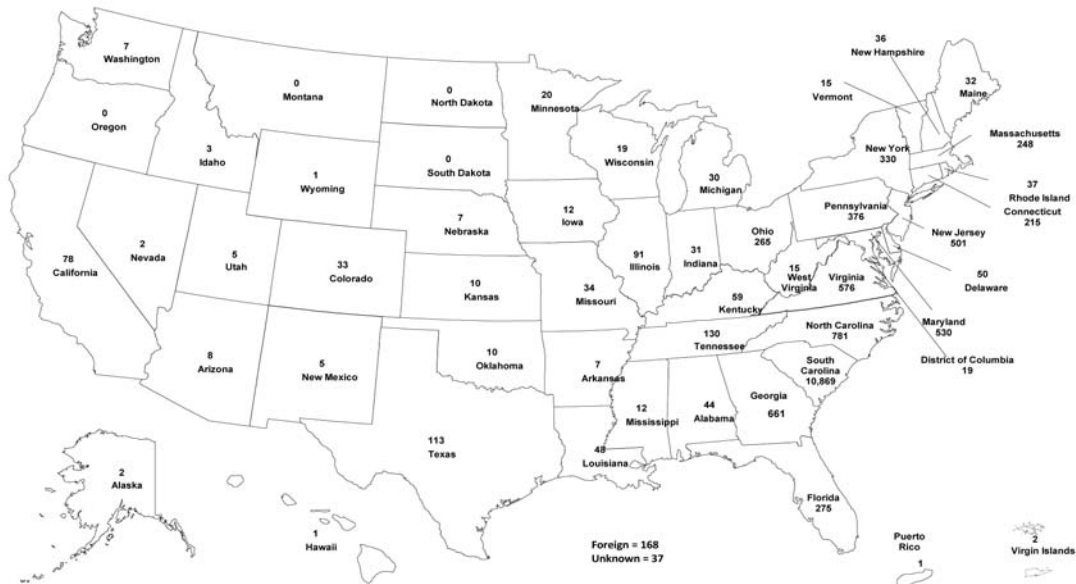 7
Washington
0
Oregon
3
Idaho
0
Montana
1
Wyoming
0
North Dakota
0
South Dakota
7
Nebraska
10
Kansas
10
Oklahoma
113
Texas
20
Minnesota
12
Iowa
34
Missouri
7
Arkansas
48
Louisiana
19
Wisconsin
91
Illinois
30
Michigan
31
Indiana
Ohio
265
59
Kentucky
130
Tennessee
12
Mississippi
44
Alabama
Georgia
661
Florida
275
South
Carolina
10,869
North Carolina
781
Virginia
576
15
West
Virginia
Pennsylvania
376
New York
330
15
Vermont
36
New Hampshire
32
Maine
Massachusetts
248
37
Rhode Island
Connecticut
215
New Jersey
501
50
Delaware
Maryland
530
District of Columbia
19
78
California
2
Nevada
5
Utah
33
Colorado
8
Arizona
5
New Mexico
2
Alaska
1
Hawaii
Foreign = 168
Unknown = 37
Puerto
Rico
1
2
Virgin Islands